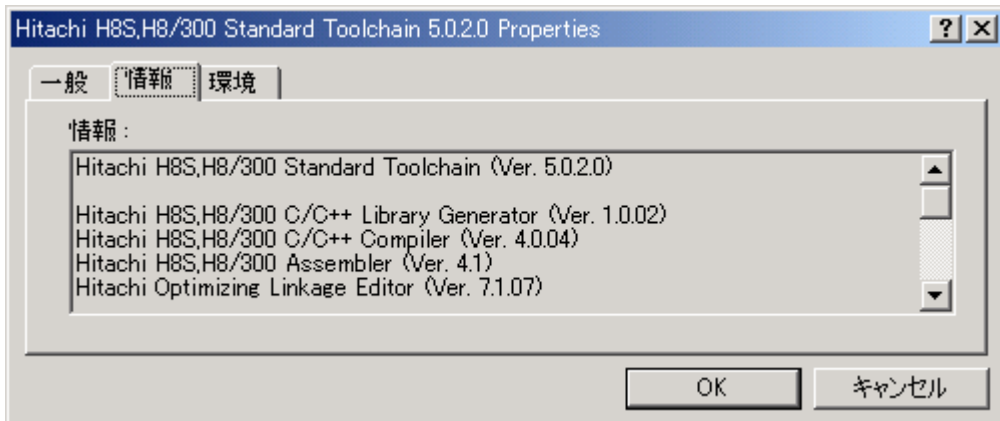 Hitachi H8S,H8/300 Standard Toolchain 5.0.2.0 Properties
一般 情報 環境
情報 :
Hitachi H8S,H8/300 Standard Toolchain (Ver. 5.0.2.0)
Hitachi H8S,H8/300 C/C++ Library Generator (Ver. 1.0.02)
Hitachi H8S,H8/300 C/C++ Compiler (Ver. 4.0.04)
Hitachi H8S,H8/300 Assembler (Ver. 4.1)
Hitachi Optimizing Linkage Editor (Ver. 7.1.07)
OK キャンセル